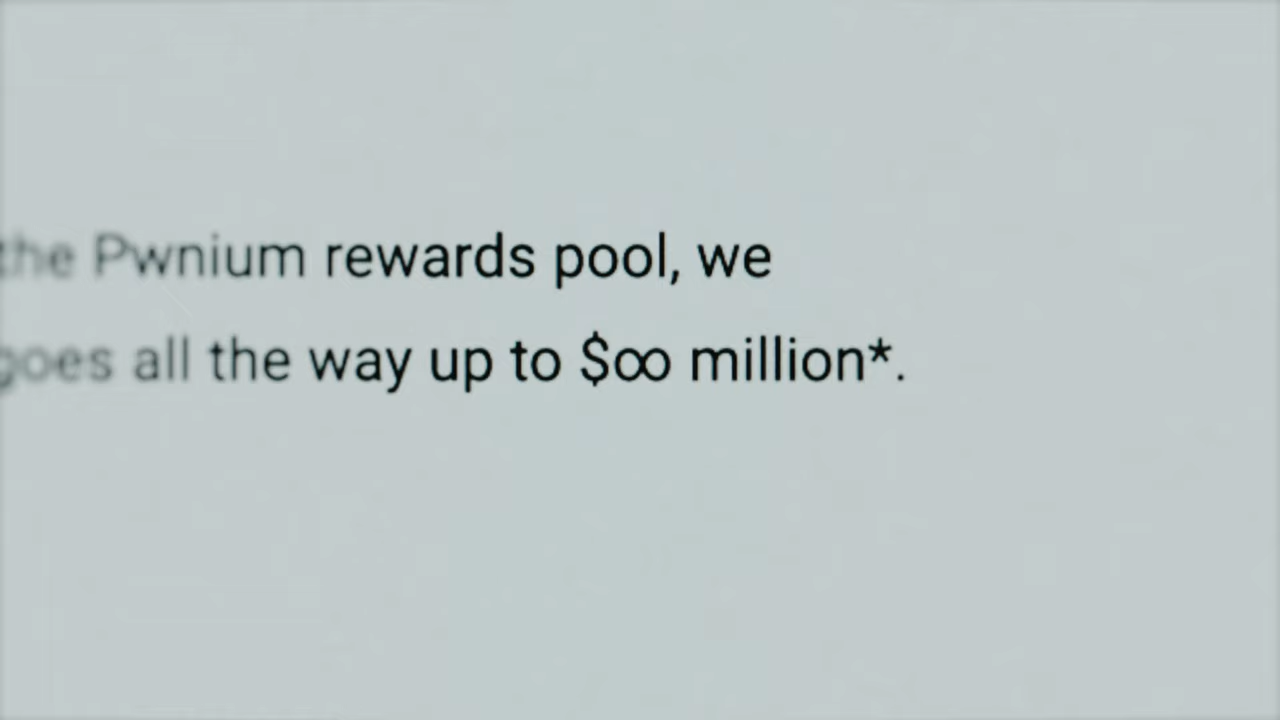 the Pwnium rewards pool, we
goes all the way up to $∞ million*.